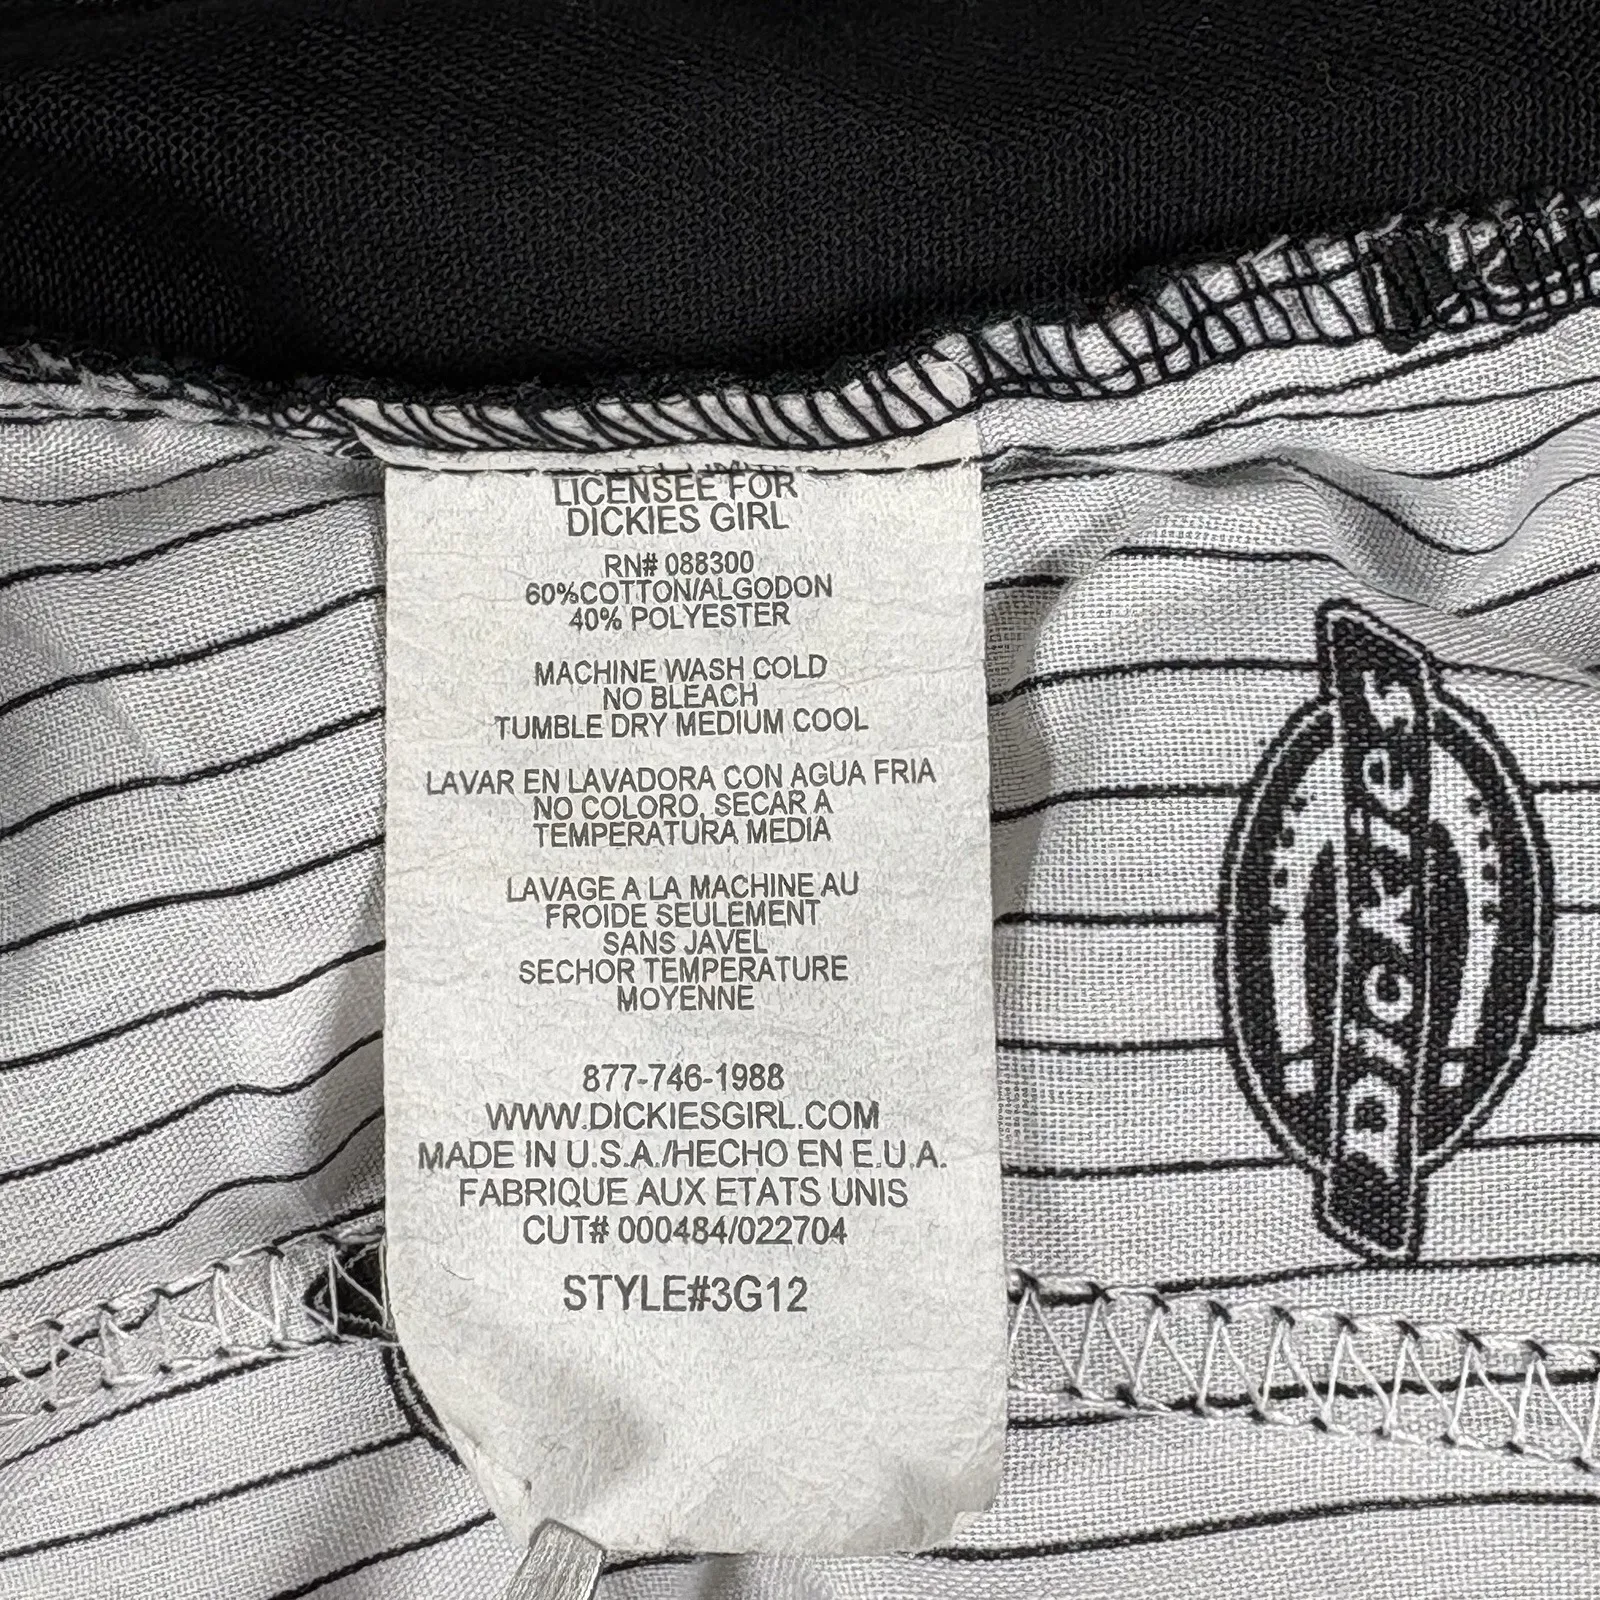 LICENSEE FOR
DICKIES GIRL
RN# 088300
60%COTTON/ALGODON
40% POLYESTER
MACHINE WASH COLD
NO BLEACH
TUMBLE DRY MEDIUM COOL
LAVAR EN LAVADORA CON AGUA FRIA
NO COLORO, SECAR A
TEMPERATURA MEDIA
LAVAGE A LA MACHINE AU
FROIDE SEULEMENT
SANS JAVEL
SECHOR TEMPERATURE
MOYENNE
877-746-1988
WWW.DICKIESGIRL.COM
MADE IN U.S.A./HECHO EN E.U.A.
FABRIQUE AUX ETATS UNIS
CUT# 000484/022704
STYLE#3G12
Dickies